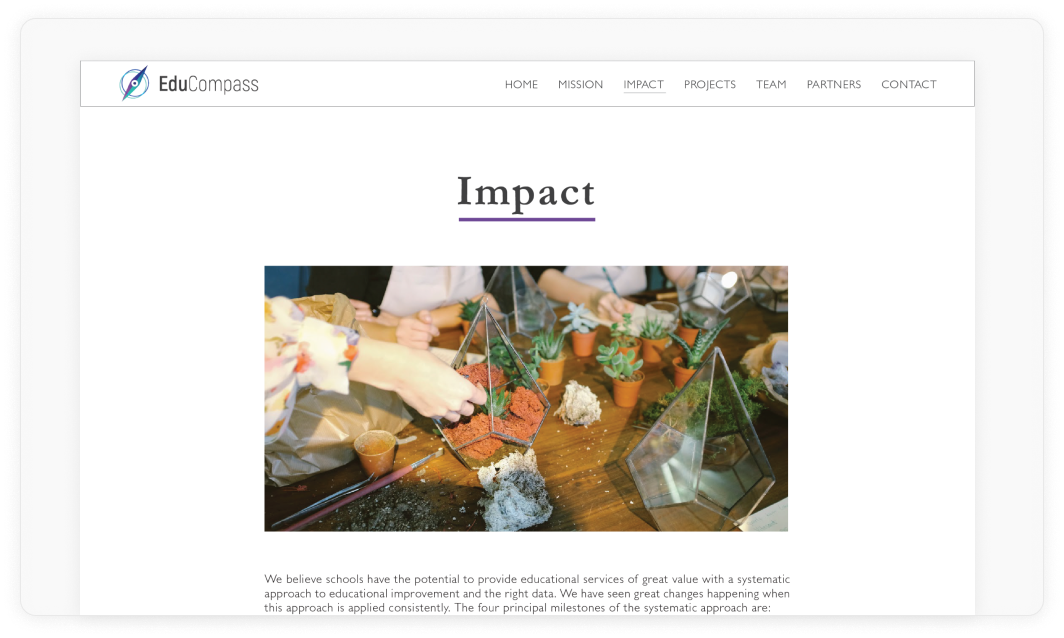 EduCompass
HOME MISSION IMPACT PROJECTS TEAM PARTNERS CONTACT
Impact
We believe schools have the potential to provide educational services of great value with a systematic
approach to educational improvement and the right data. We have seen great changes happening when
this approach is applied consistently. The four principal milestones of the systematic approach are: